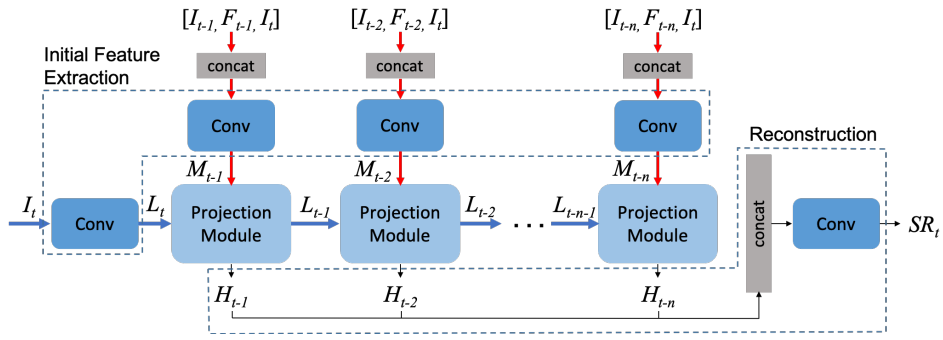 [I_{t-1}, F_{t-1}, I_t] [I_{t-2}, F_{t-2}, I_t] [I_{t-n}, F_{t-n}, I_t]
Initial Feature
Extraction
concat concat concat
Conv Conv Conv
Reconstruction
M_{t-1} M_{t-2} M_{t-n}
I_t Conv L_t Projection
Module L_{t-1} Projection
Module L_{t-2} . . . L_{t-n-1} Projection
Module concat Conv SR_t
H_{t-1} H_{t-2} H_{t-n}